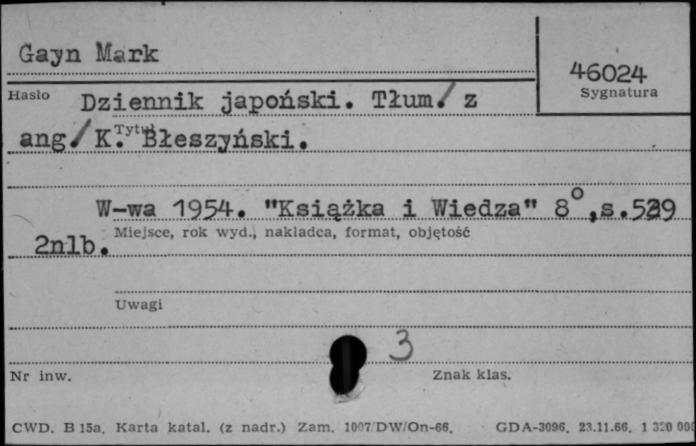 Gayn Mark
46024
Hasło
Sygnatura
Dziennik japoński. Tłum./ z
Tytuł
ang/ K. Błeszyński.
W-wa 1954. "Książka i Wiedza" 8°, s.
Miejsce, rok wyd., nakładca, format, objętość
2nlb.
Uwagi
3
Nr inw.
Znak klas.
CWD. B 15a. Karta katal. (z nadr.) Zam. 1007/DW/On-66. GDA-3096. 23.11.66. 1 320 000